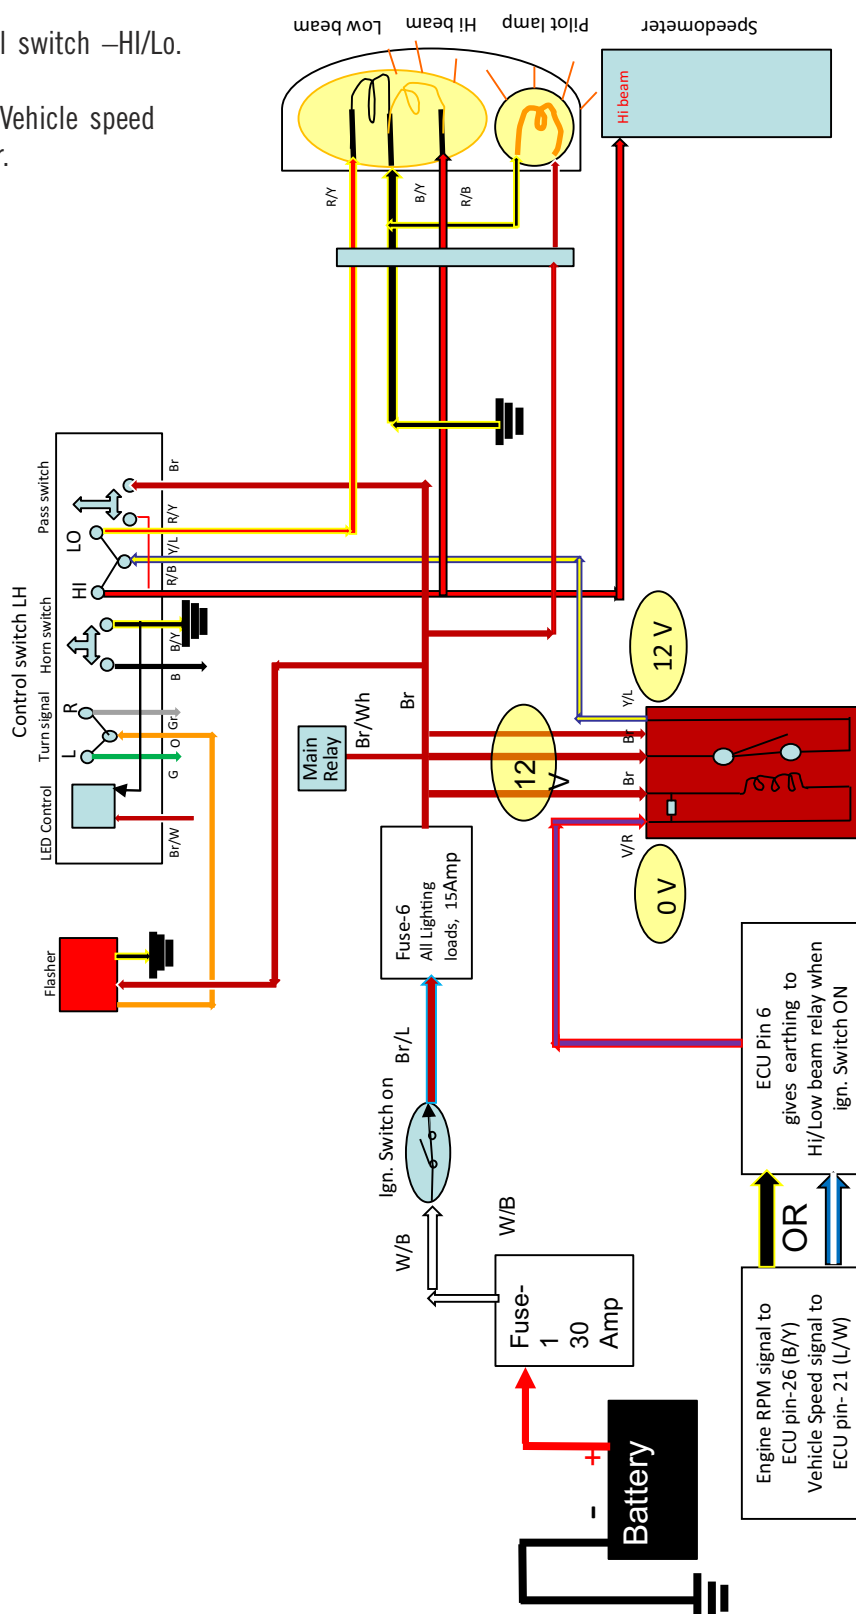 l switch –HI/Lo.
Vehicle speed
r.
Low beam
Hi beam
Pilot lamp
Speedometer
Hi beam
R/Y
B/Y
R/B
Control switch LH
Pass switch
Horn switch
Turn signal
LED Control
LO
HI
R
L
Br
R/Y
Y/L
R/B
B/Y
B
Gr
O
G
Br/W
Flasher
Main
Relay
Br/Wh
Br
12
V
12 V
Y/L
Br
Br
V/R
0 V
Fuse-6
All Lighting
loads, 15Amp
Br/L
Ign. Switch on
W/B
W/B
Fuse-
1
30
Amp
+
-
Battery
ECU Pin 6
gives earthing to
Hi/Low beam relay when
ign. Switch ON
OR
Engine RPM signal to
ECU pin-26 (B/Y)
Vehicle Speed signal to
ECU pin- 21 (L/W)